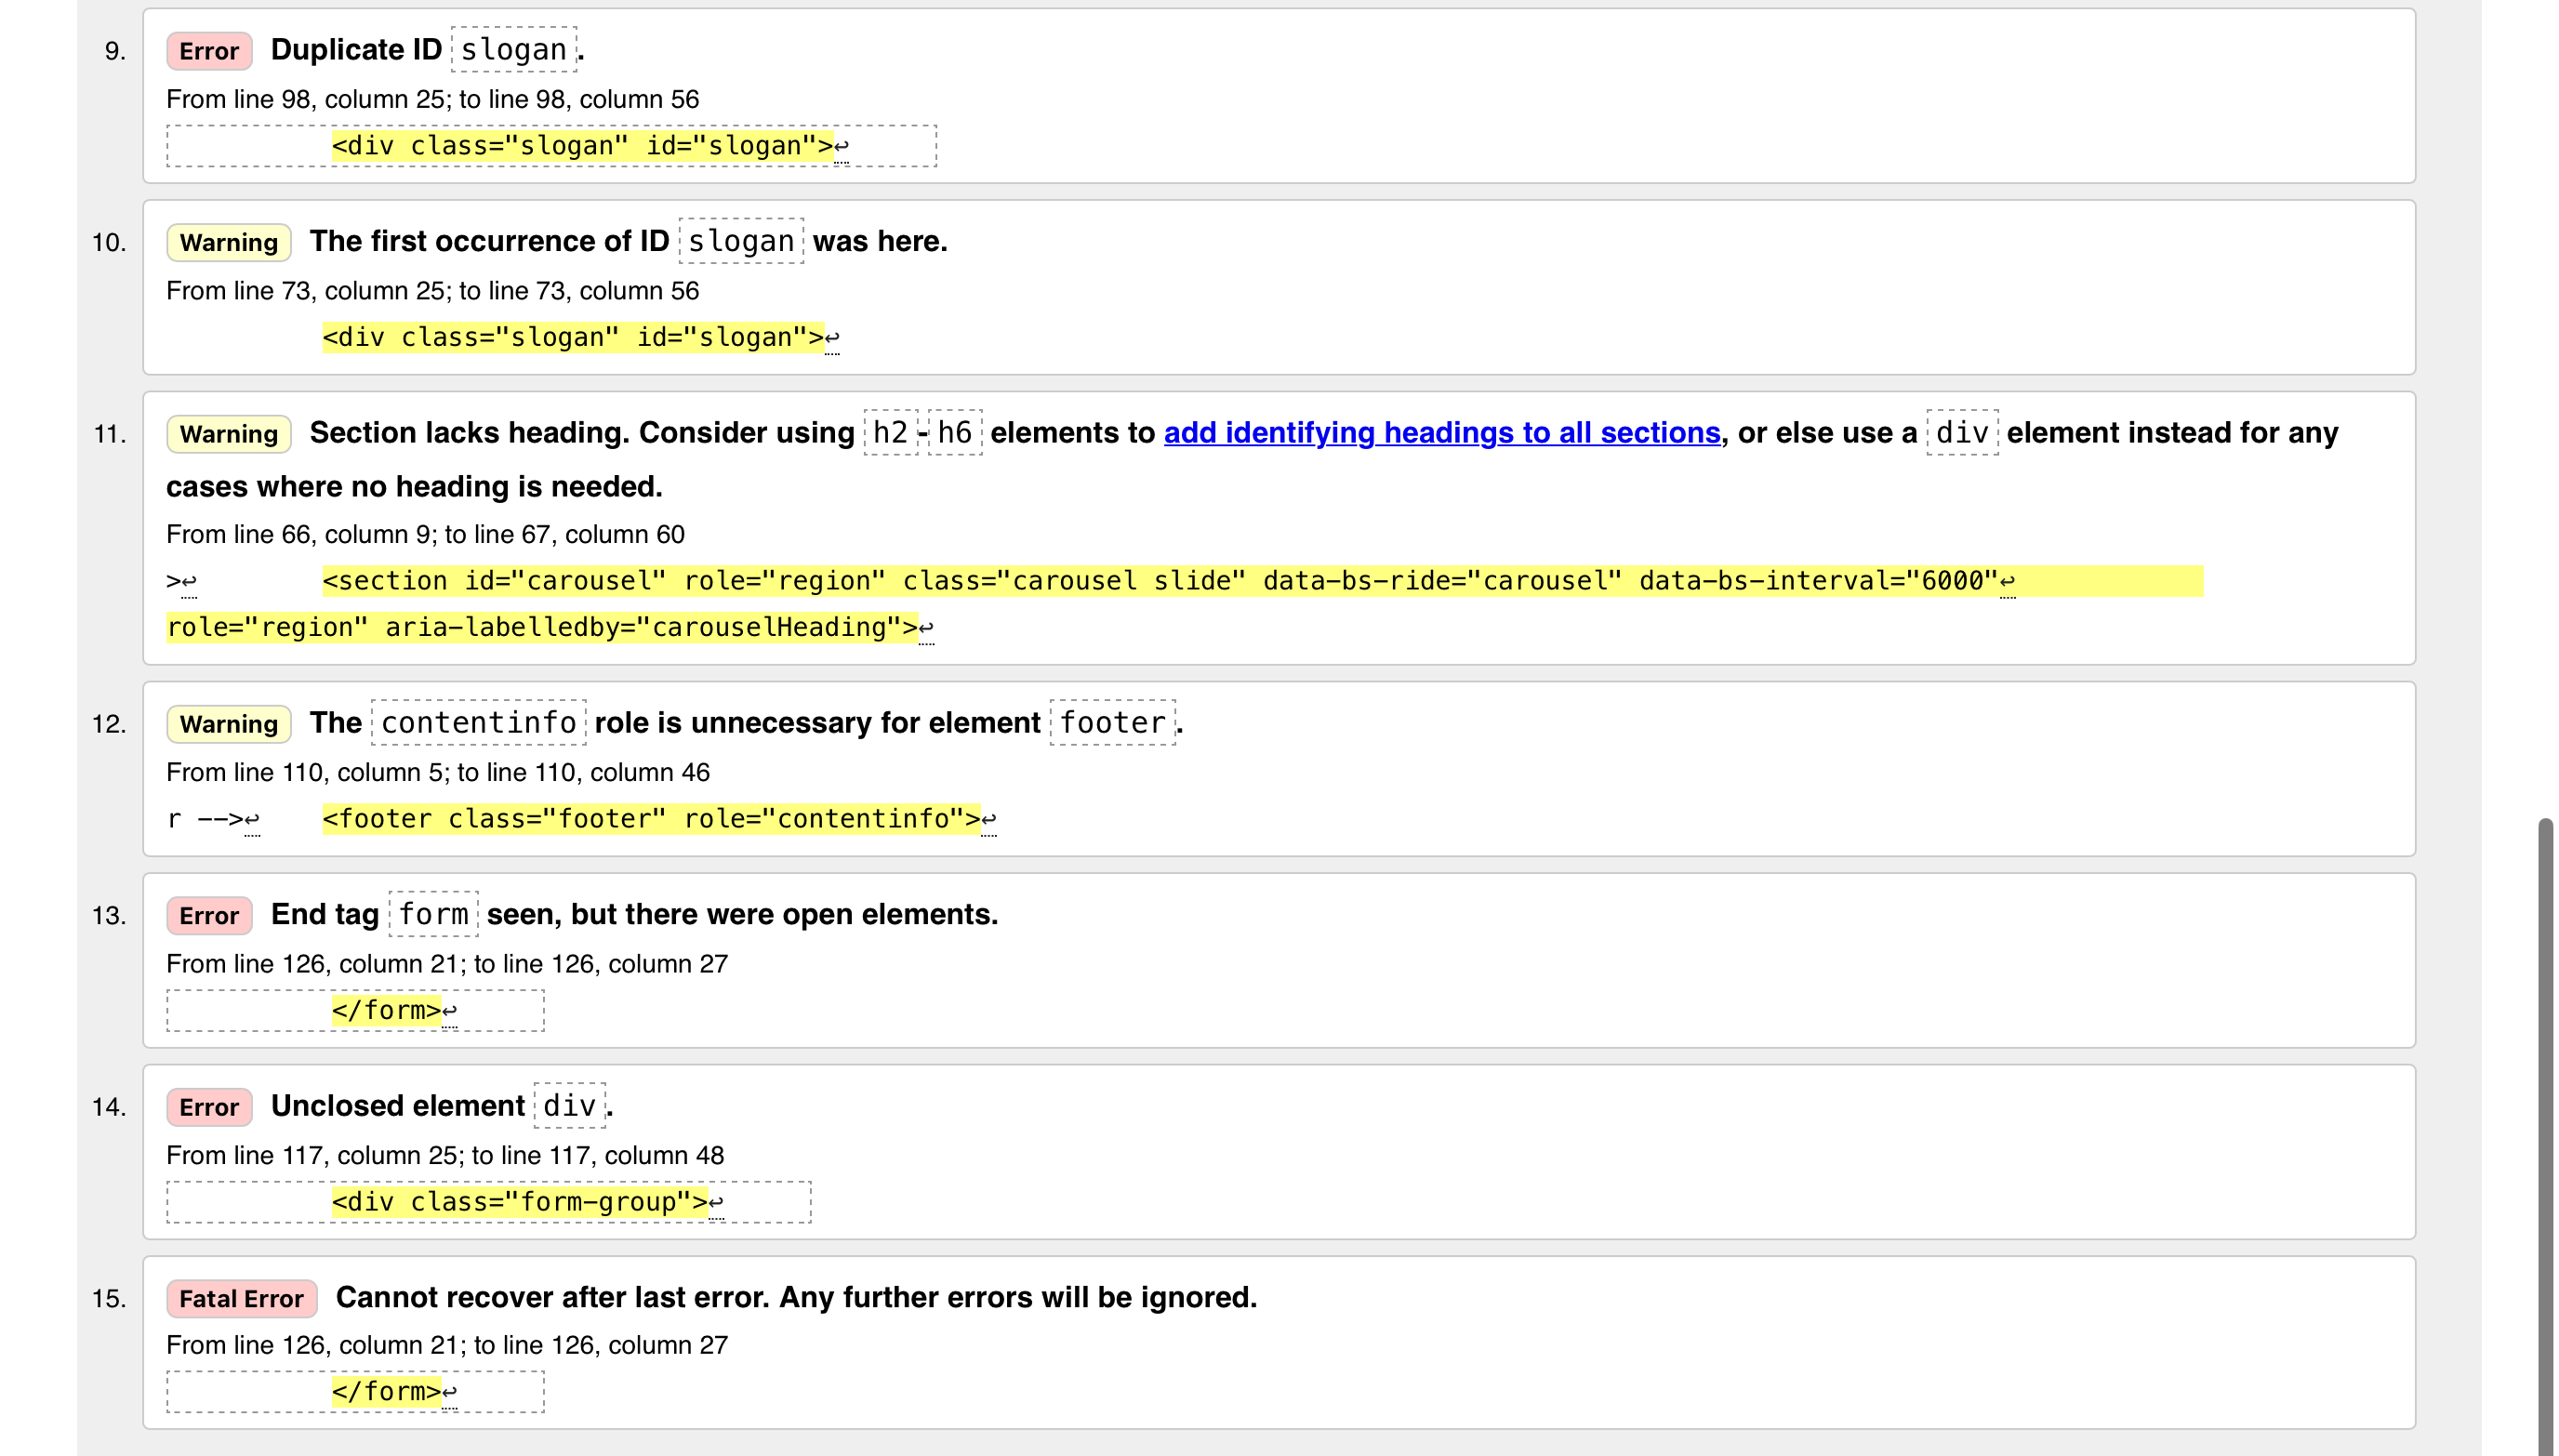 9. Error Duplicate ID slogan.
From line 98, column 25; to line 98, column 56
<div class="slogan" id="slogan">↩
10. Warning The first occurrence of ID slogan was here.
From line 73, column 25; to line 73, column 56
<div class="slogan" id="slogan">↩
11. Warning Section lacks heading. Consider using h2-h6 elements to add identifying headings to all sections, or else use a div element instead for any
cases where no heading is needed.
From line 66, column 9; to line 67, column 60
>↩ <section id="carousel" role="region" class="carousel slide" data-bs-ride="carousel" data-bs-interval="6000"↩
role="region" aria-labelledby="carouselHeading">↩
12. Warning The contentinfo role is unnecessary for element footer.
From line 110, column 5; to line 110, column 46
r -->↩ <footer class="footer" role="contentinfo">↩
13. Error End tag form seen, but there were open elements.
From line 126, column 21; to line 126, column 27
</form>↩
14. Error Unclosed element div.
From line 117, column 25; to line 117, column 48
<div class="form-group">↩
15. Fatal Error Cannot recover after last error. Any further errors will be ignored.
From line 126, column 21; to line 126, column 27
</form>↩